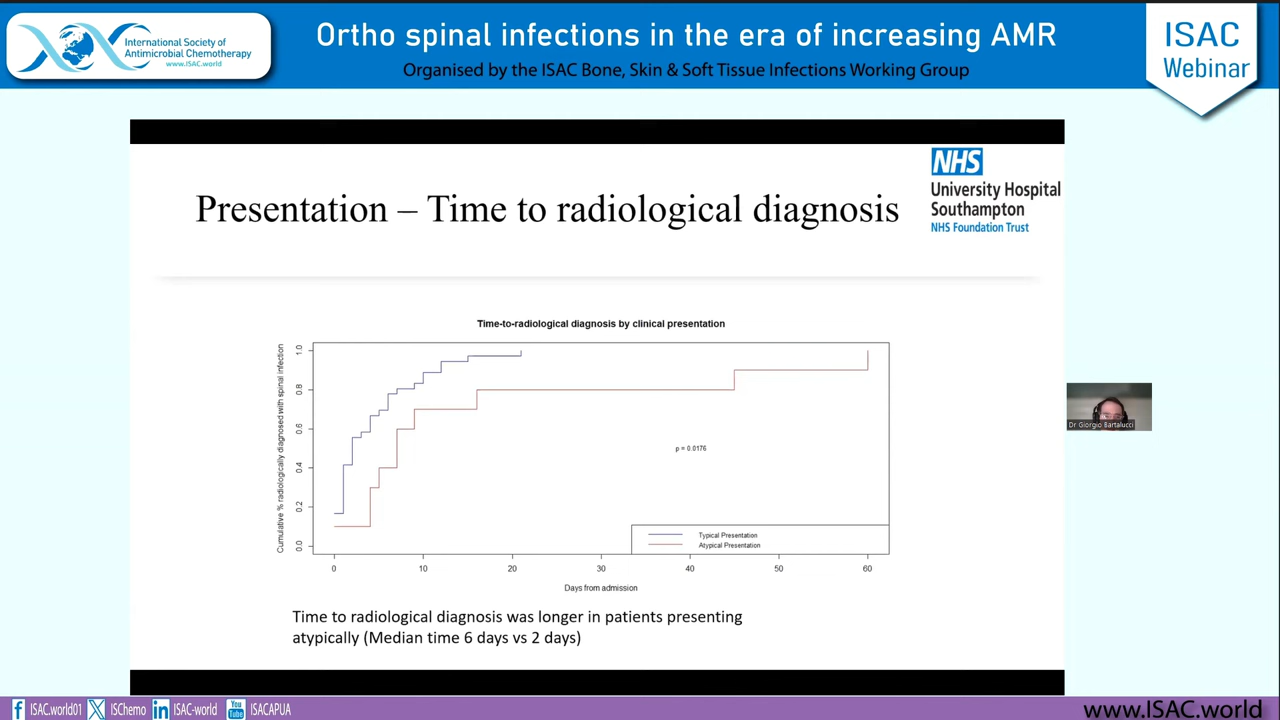 International Society of
Antimicrobial Chemotherapy
www.ISAC.world
Ortho spinal infections in the era of increasing AMR
Organised by the ISAC Bone, Skin & Soft Tissue Infections Working Group
ISAC
Webinar
NHS
University Hospital
Southampton
NHS Foundation Trust
Presentation – Time to radiological diagnosis
Time-to-radiological diagnosis by clinical presentation
Cumulative % radiologically diagnosed with spinal infection
1.0
0.8
0.6
0.4
0.2
0.0
p = 0.0176
Typical Presentation
Atypical Presentation
0 10 20 30 40 50 60
Days from admission
Time to radiological diagnosis was longer in patients presenting
atypically (Median time 6 days vs 2 days)
Dr Giorgio Bartalucci
f ISAC.world01 X ISChemo in ISAC-world You Tube ISACAPUA
www.ISAC.world